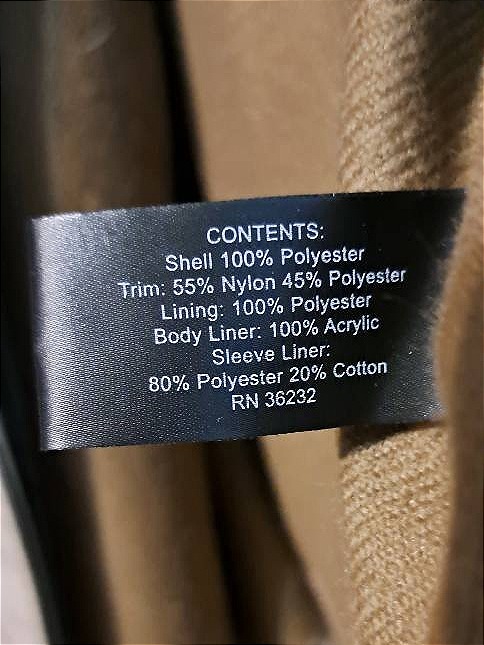 CONTENTS:
Shell 100% Polyester
Trim: 55% Nylon 45% Polyester
Lining: 100% Polyester
Body Liner: 100% Acrylic
Sleeve Liner:
80% Polyester 20% Cotton
RN 36232